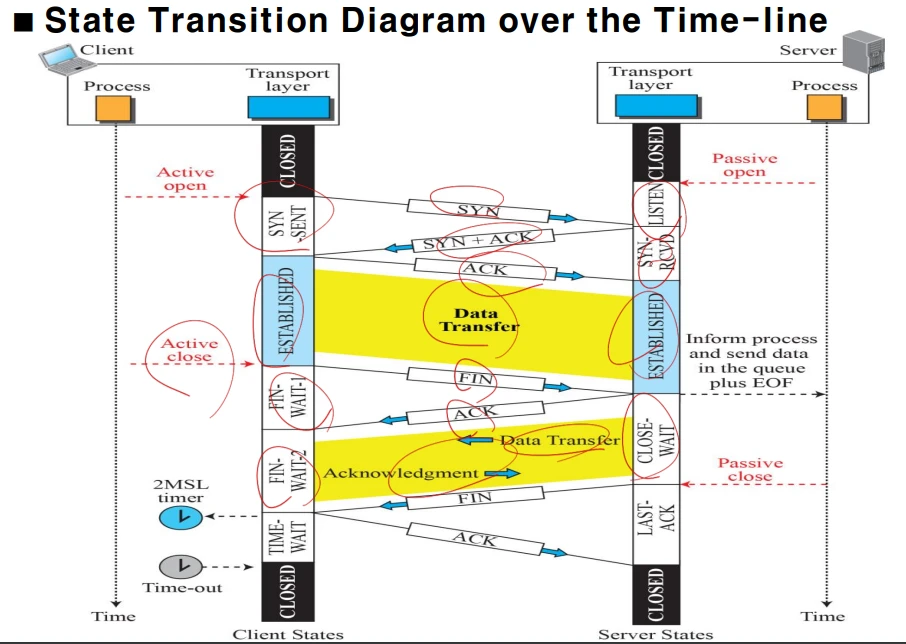 ■ State Transition Diagram over the Time-line
Client
Server
Process
Transport
layer
Transport
layer
Process
CLOSED
CLOSED
Active
open
Passive
open
SYN
-SENT
SYN
LISTEN
SYN + ACK
SYN-
RCVD
ACK
ESTABLISHED
Data
Transfer
ESTABLISHED
Active
close
Inform process
and send data
in the queue
plus EOF
FIN
FIN-
WAIT-1
ACK
Data Transfer
CLOSE-
WAIT
FIN-
WAIT-2
Acknowledgment
Passive
close
2MSL
timer
FIN
LAST-
ACK
TIME-
WAIT
ACK
Time-out
CLOSED
CLOSED
Time
Time
Client States
Server States